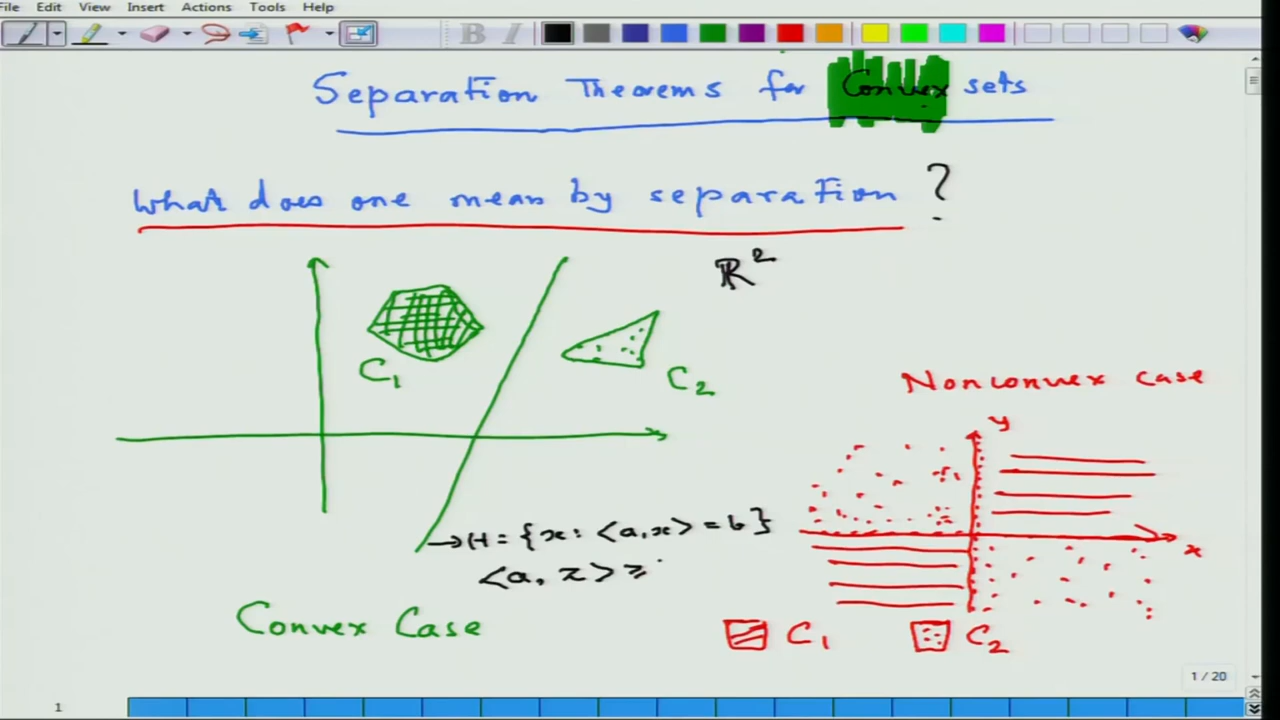 File Edit View Insert Actions Tools Help
B I
Separation Theorems for Convex sets
What does one mean by separation ?
R²
C₁
C₂
H = {x : <a, x> = b}
<a, z> ≥
Convex Case
Nonconvex case
y
x
C₁ C₂
1 / 20
1